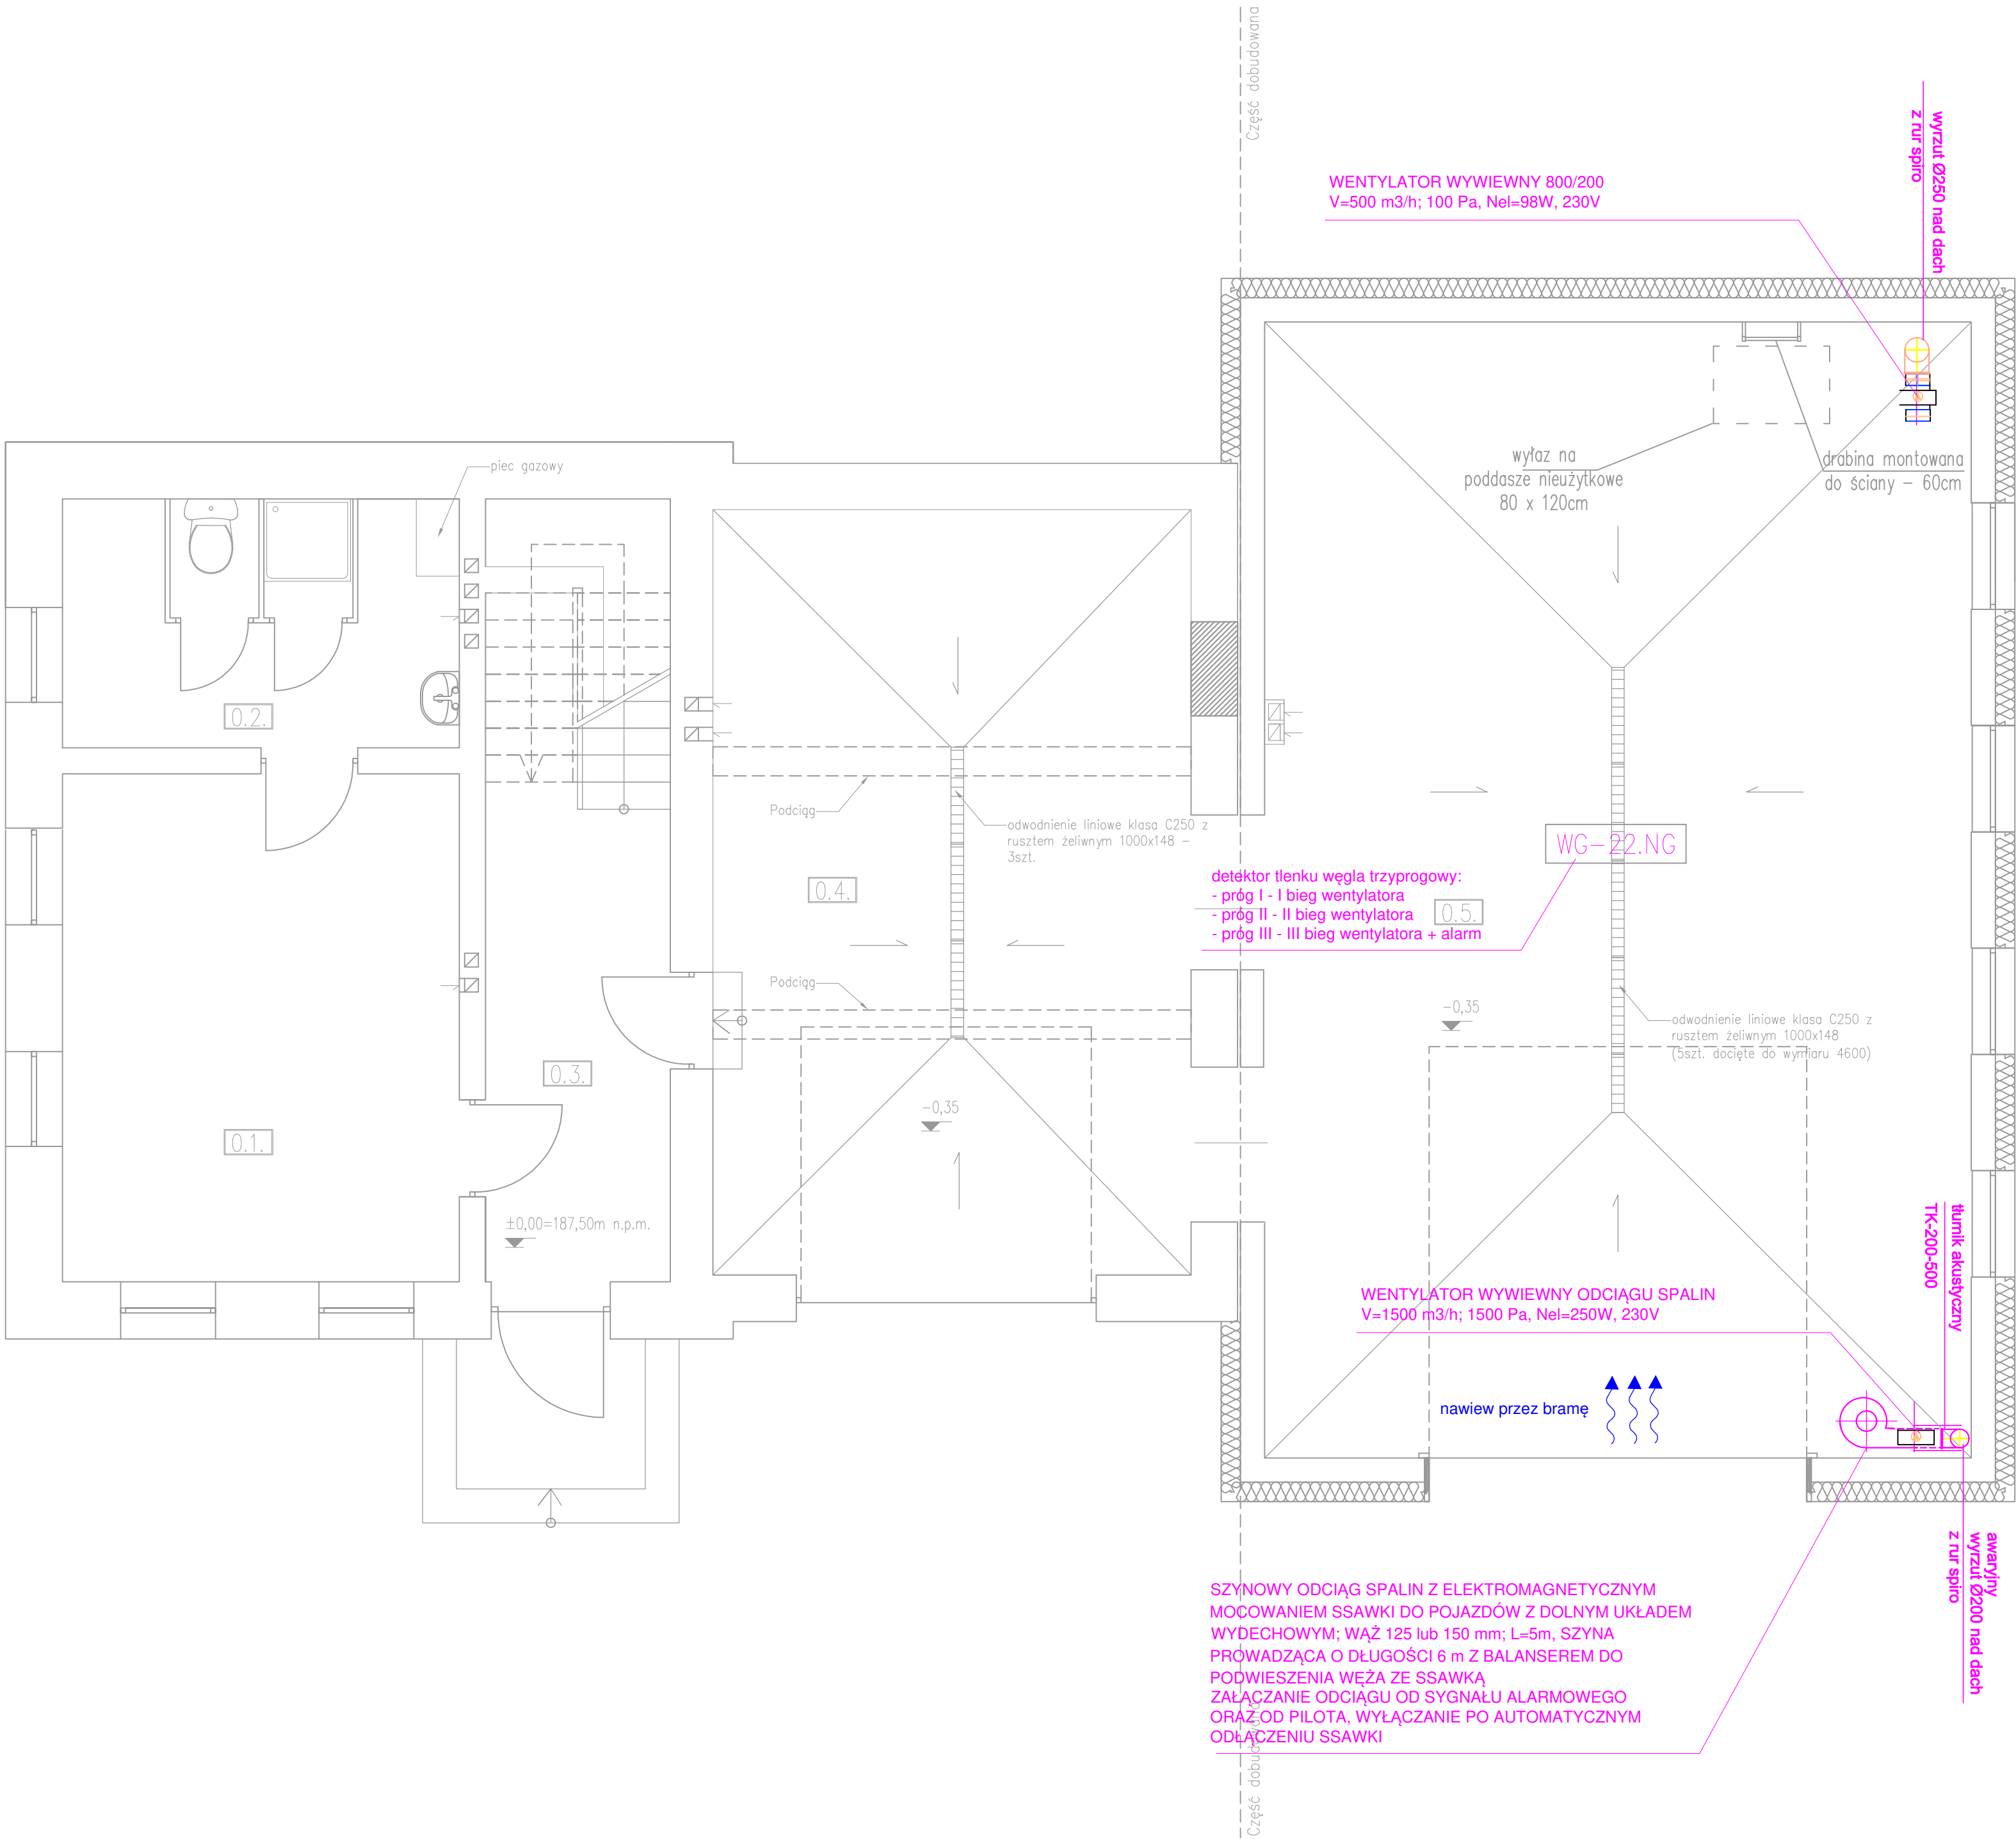 Część dobudowana
wyrzut Ø250 nad dach
z rur spiro
WENTYLATOR WYWIEWNY 800/200
V=500 m3/h; 100 Pa, Nel=98W, 230V
piec gazowy
wyłaz na
poddasze nieużytkowe
80 x 120cm
drabina montowana
do ściany - 60cm
0.2.
Podciąg
odwodnienie liniowe klasa C250 z
rusztem żeliwnym 1000x148 -
3szt.
WG-22.NG
0.4.
detektor tlenku węgla trzyprogowy:
- próg I - I bieg wentylatora
- próg II - II bieg wentylatora
- próg III - III bieg wentylatora + alarm
0.5.
Podciąg
-0,35
odwodnienie liniowe klasa C250 z
rusztem żeliwnym 1000x148
(5szt. docięte do wymiaru 4600)
0.3.
-0,35
0.1.
±0,00=187,50m n.p.m.
tłumik akustyczny
TK-200-500
WENTYLATOR WYWIEWNY ODCIĄGU SPALIN
V=1500 m3/h; 1500 Pa, Nel=250W, 230V
nawiew przez bramę
awaryjny
wyrzut Ø200 nad dach
z rur spiro
SZYNOWY ODCIĄG SPALIN Z ELEKTROMAGNETYCZNYM
MOCOWANIEM SSAWKI DO POJAZDÓW Z DOLNYM UKŁADEM
WYDECHOWYM; WĄŻ 125 lub 150 mm; L=5m, SZYNA
PROWADZĄCA O DŁUGOŚCI 6 m Z BALANSEREM DO
PODWIESZENIA WĘŻA ZE SSAWKĄ
ZAŁĄCZANIE ODCIĄGU OD SYGNAŁU ALARMOWEGO
ORAZ OD PILOTA, WYŁĄCZANIE PO AUTOMATYCZNYM
ODŁĄCZENIU SSAWKI
Część dobudowana